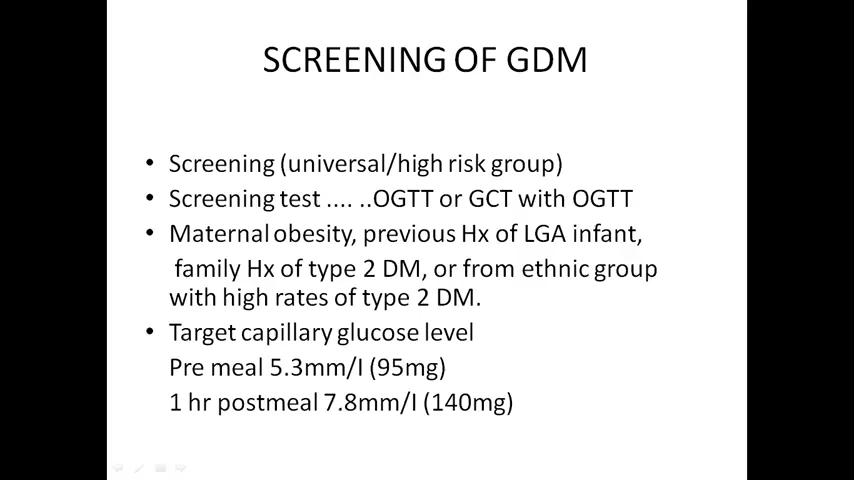 SCREENING OF GDM
• Screening (universal/high risk group)
• Screening test .... ..OGTT or GCT with OGTT
• Maternal obesity, previous Hx of LGA infant,
family Hx of type 2 DM, or from ethnic group
with high rates of type 2 DM.
• Target capillary glucose level
Pre meal 5.3mm/l (95mg)
1 hr postmeal 7.8mm/l (140mg)